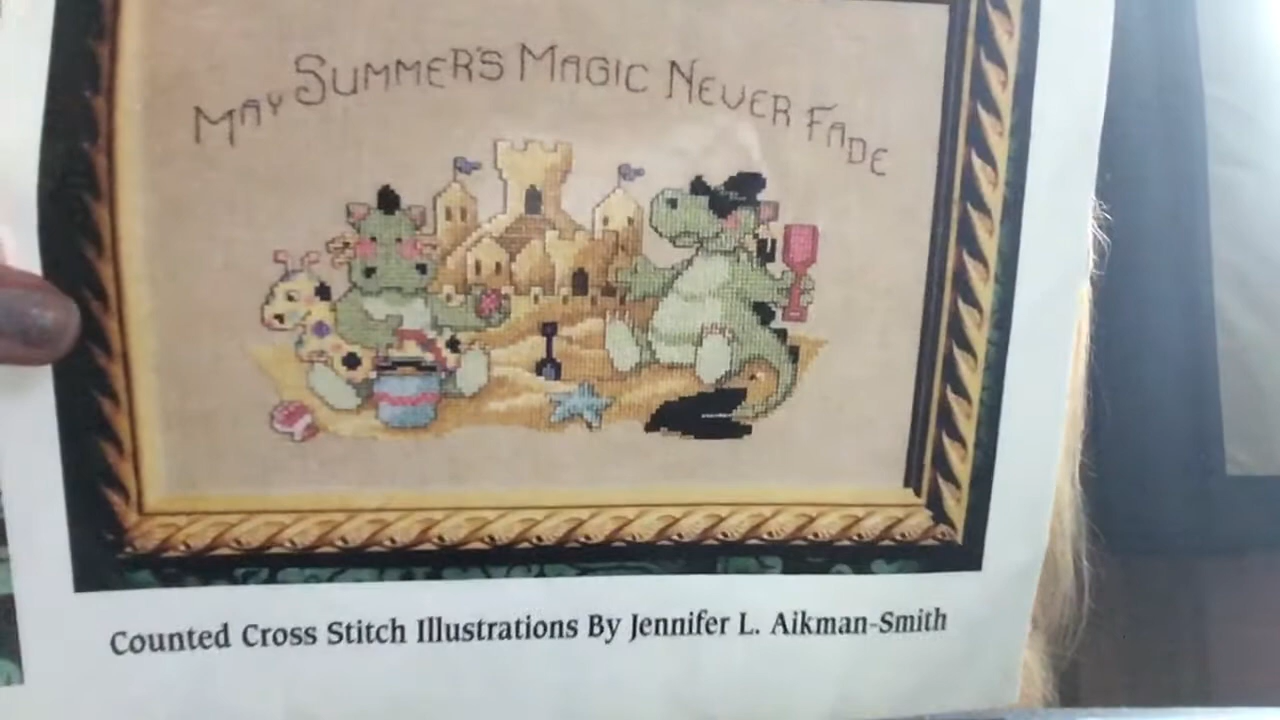 MAY SUMMER'S MAGIC NEVER FADE
Counted Cross Stitch Illustrations By Jennifer L. Aikman-Smith